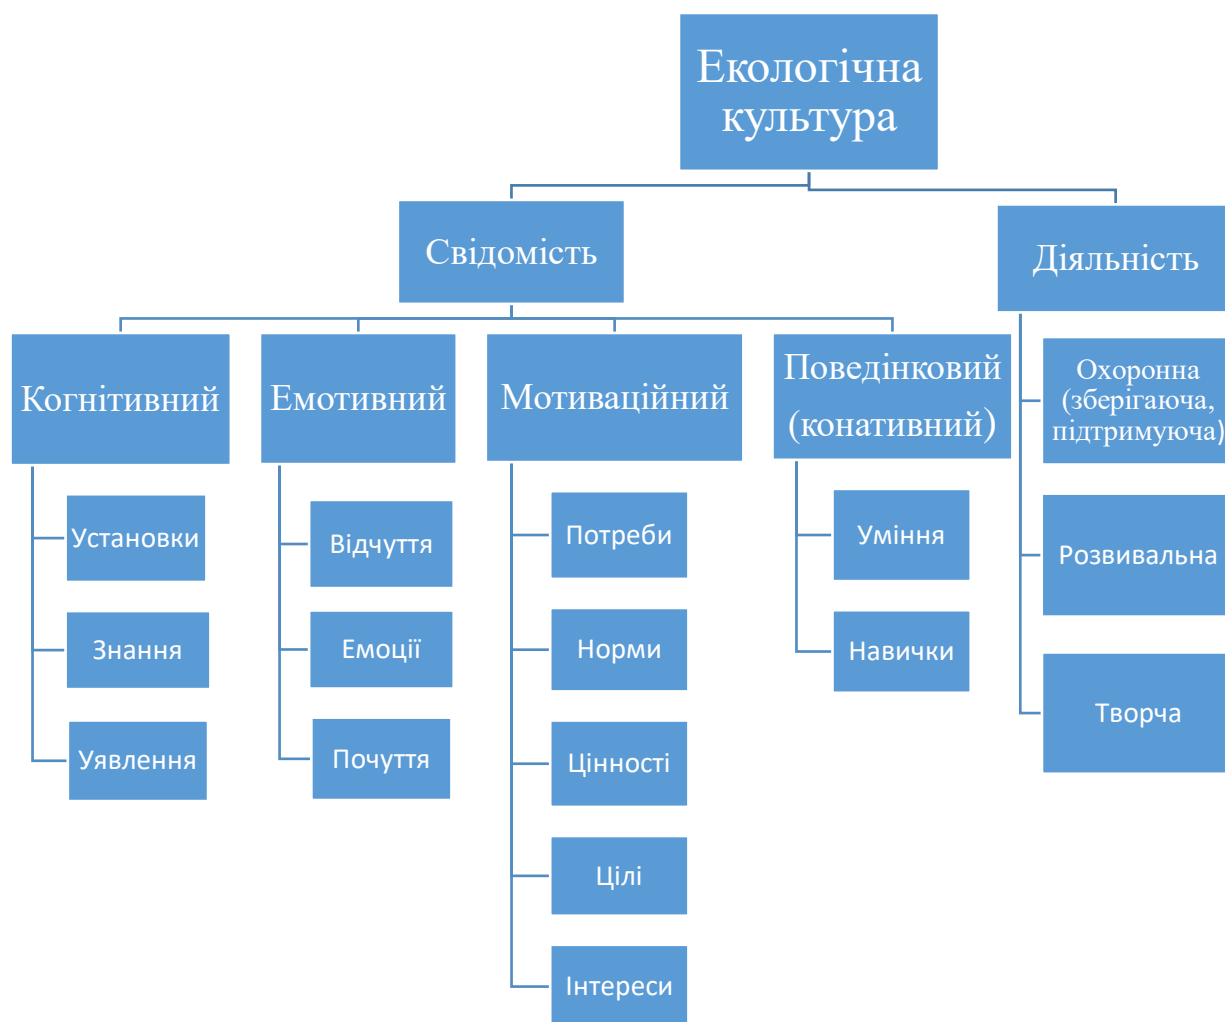 Екологічна
культура
Свідомість
Діяльність
Когнітивний
Емотивний
Мотиваційний
Поведінковий
(конативний)
Охоронна
(зберігаюча,
підтримуюча)
Установки
Знання
Уявлення
Відчуття
Емоції
Почуття
Потреби
Норми
Цінності
Цілі
Інтереси
Уміння
Навички
Розвивальна
Творча